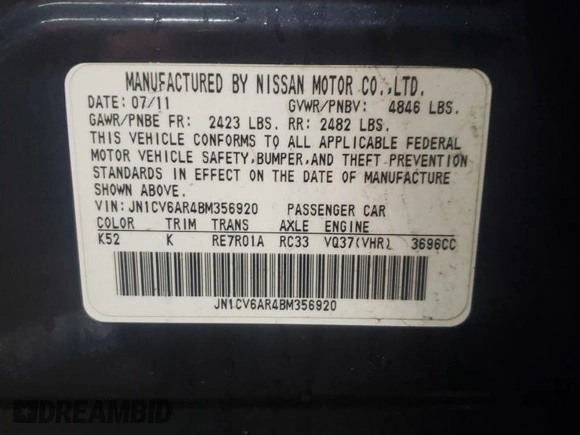 MANUFACTURED BY NISSAN MOTOR CO.,LTD.
DATE: 07/11 GVWR/PNBV: 4846 LBS.
GAWR/PNBE FR: 2423 LBS. RR: 2482 LBS.
THIS VEHICLE CONFORMS TO ALL APPLICABLE FEDERAL
MOTOR VEHICLE SAFETY, BUMPER, AND THEFT PREVENTION
STANDARDS IN EFFECT ON THE DATE OF MANUFACTURE
SHOWN ABOVE.
VIN: JN1CV6AR4BM356920 PASSENGER CAR
COLOR TRIM TRANS AXLE ENGINE
K52 K RE7R01A RC33 VQ37(VHR) 3696CC
JN1CV6AR4BM356920
DREAMBID